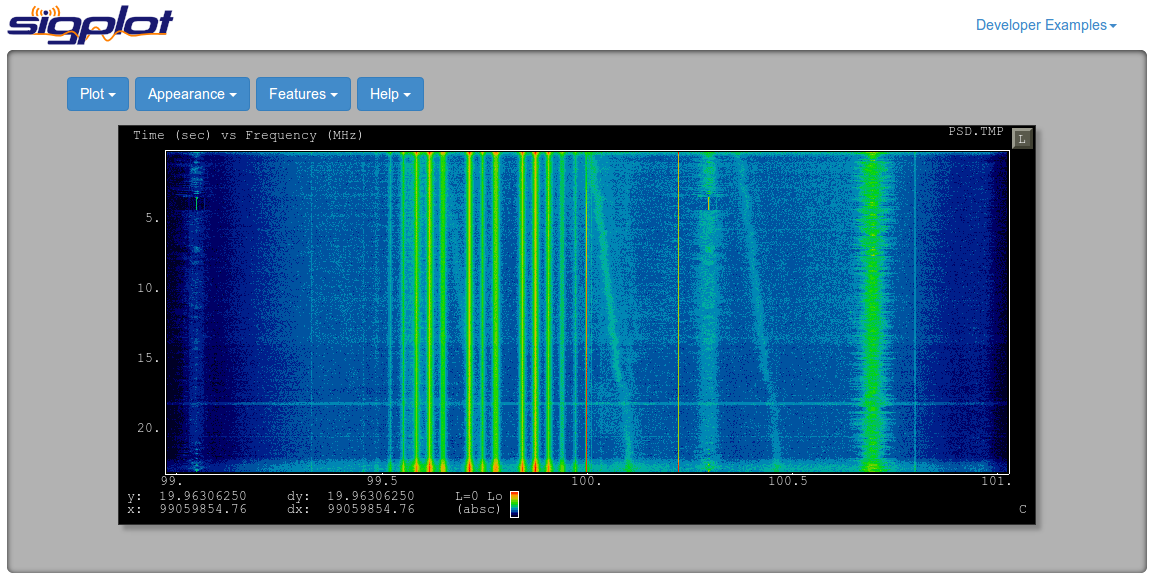 sigplot
Developer Examples
Plot Appearance Features Help
Time (sec) vs Frequency (MHz) PSD.TMP L
5.
10.
15.
20.
99. 99.5 100. 100.5 101.
y: 19.96306250 dy: 19.96306250 L=0 Lo
x: 99059854.76 dx: 99059854.76 (absc) C